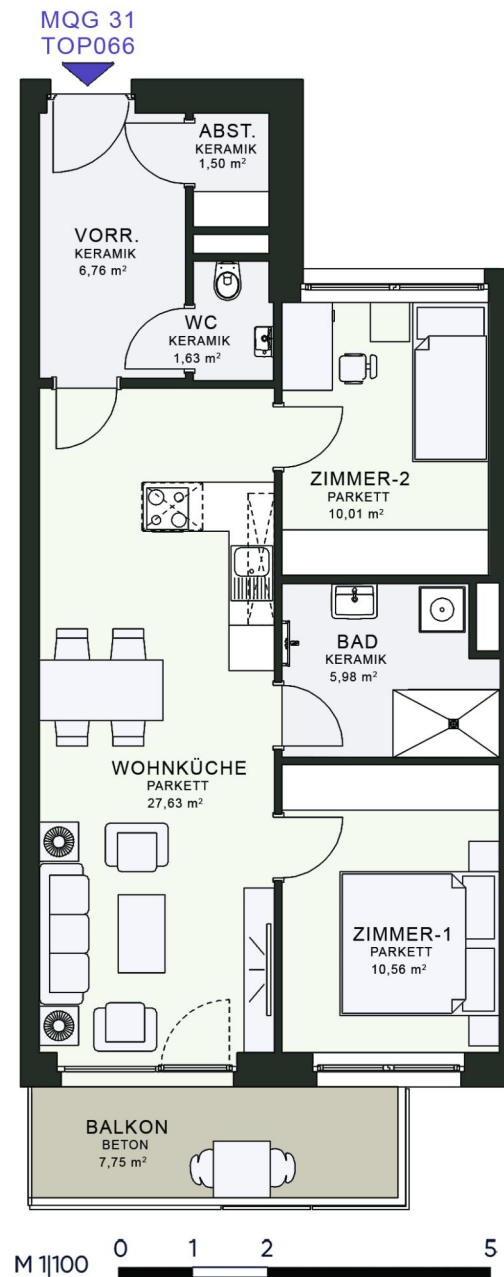 MQG 31
TOP066
ABST.
KERAMIK
1,50 m²
VORR.
KERAMIK
6,76 m²
WC
KERAMIK
1,63 m²
ZIMMER-2
PARKETT
10,01 m²
BAD
KERAMIK
5,98 m²
WOHNKÜCHE
PARKETT
27,63 m²
ZIMMER-1
PARKETT
10,56 m²
BALKON
BETON
7,75 m²
M 1|100 0 1 2 5